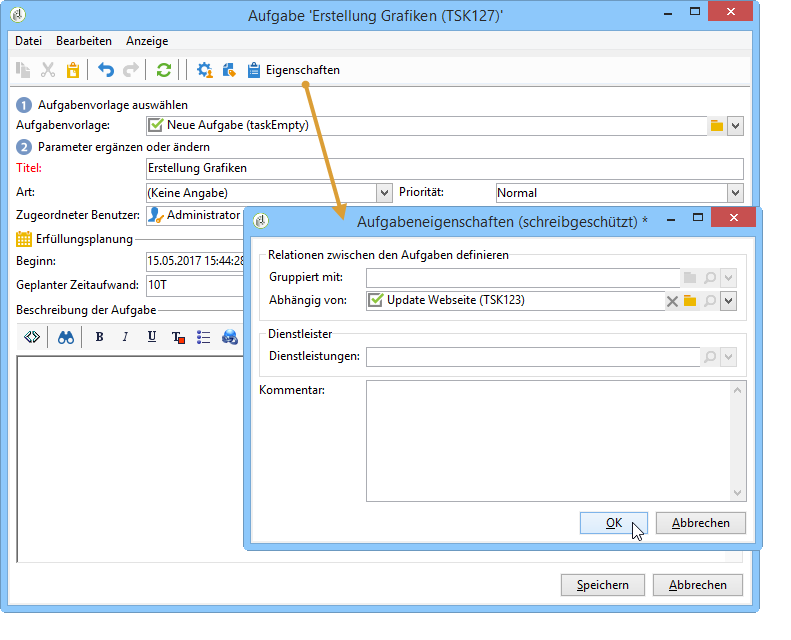 Aufgabe 'Erstellung Grafiken (TSK127)'
Datei Bearbeiten Anzeige
Eigenschaften
1 Aufgabenvorlage auswählen
Aufgabenvorlage: Neue Aufgabe (taskEmpty)
2 Parameter ergänzen oder ändern
Titel: Erstellung Grafiken
Art: (Keine Angabe) Priorität: Normal
Zugeordneter Benutzer: Administrator
Erfüllungsplanung
Beginn: 15.05.2017 15:44:28
Geplanter Zeitaufwand: 10T
Beschreibung der Aufgabe
B I U T
Aufgabeneigenschaften (schreibgeschützt) *
Relationen zwischen den Aufgaben definieren
Gruppiert mit:
Abhängig von: Update Webseite (TSK123)
Dienstleister
Dienstleistungen:
Kommentar:
OK Abbrechen
Speichern Abbrechen